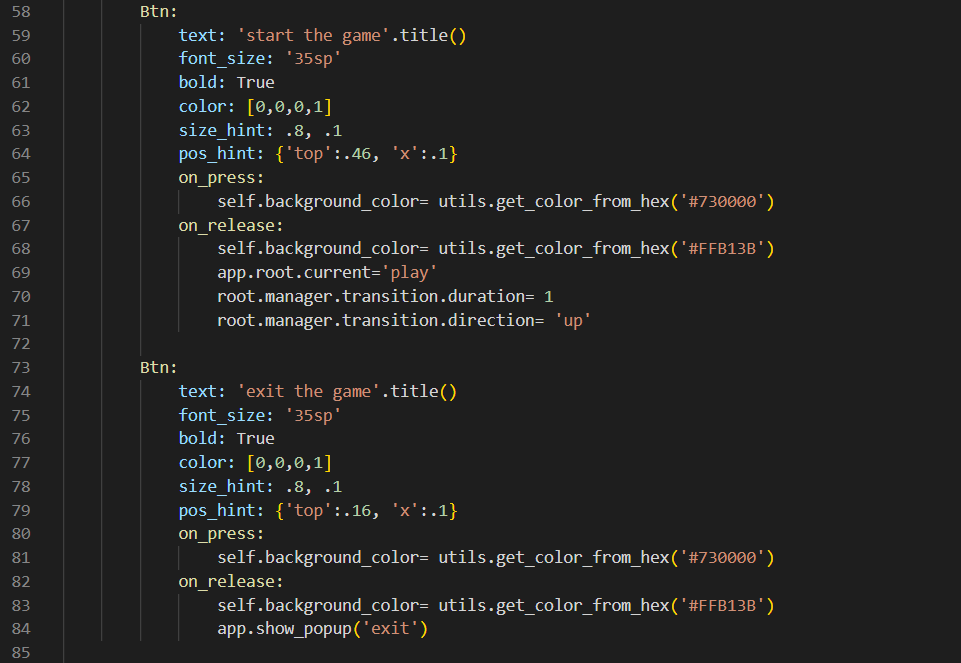 58 Btn:
59 text: 'start the game'.title()
60 font_size: '35sp'
61 bold: True
62 color: [0,0,0,1]
63 size_hint: .8, .1
64 pos_hint: {'top':.46, 'x':.1}
65 on_press:
66 self.background_color= utils.get_color_from_hex('#730000')
67 on_release:
68 self.background_color= utils.get_color_from_hex('#FFB13B')
69 app.root.current='play'
70 root.manager.transition.duration= 1
71 root.manager.transition.direction= 'up'
72
73 Btn:
74 text: 'exit the game'.title()
75 font_size: '35sp'
76 bold: True
77 color: [0,0,0,1]
78 size_hint: .8, .1
79 pos_hint: {'top':.16, 'x':.1}
80 on_press:
81 self.background_color= utils.get_color_from_hex('#730000')
82 on_release:
83 self.background_color= utils.get_color_from_hex('#FFB13B')
84 app.show_popup('exit')
85